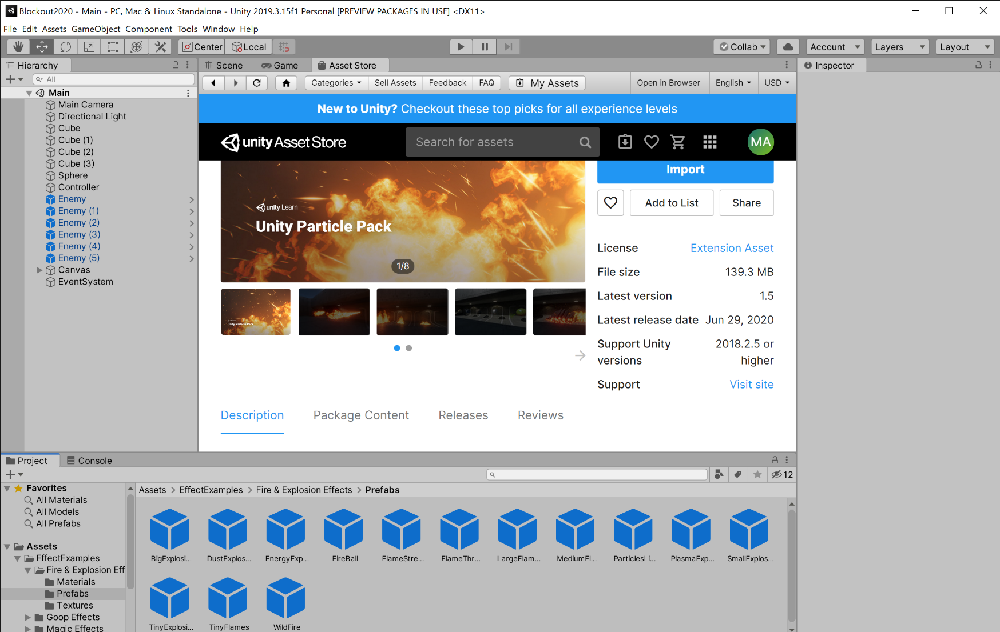 Blockout2020 - Main - PC, Mac & Linux Standalone - Unity 2019.3.15f1 Personal [PREVIEW PACKAGES IN USE] <DX11>
File Edit Assets GameObject Component Tools Window Help
Center Local Collab Account Layers Layout
Hierarchy
All
Main
Main Camera
Directional Light
Cube
Cube (1)
Cube (2)
Cube (3)
Sphere
Controller
Enemy
Enemy (1)
Enemy (2)
Enemy (3)
Enemy (4)
Enemy (5)
Canvas
EventSystem
Scene Game Asset Store
Categories Sell Assets Feedback FAQ My Assets Open in Browser English USD
New to Unity? Checkout these top picks for all experience levels
unity Asset Store Search for assets MA
unity Learn
Unity Particle Pack
1/8
Unity Particle Pack
Import
Add to List Share
License Extension Asset
File size 139.3 MB
Latest version 1.5
Latest release date Jun 29, 2020
Support Unity versions 2018.2.5 or higher
Support Visit site
Description Package Content Releases Reviews
Inspector
Project Console
12
Favorites
All Materials
All Models
All Prefabs
Assets
EffectExamples
Fire & Explosion Eff
Materials
Prefabs
Textures
Goop Effects
Magic Effects
Assets > EffectExamples > Fire & Explosion Effects > Prefabs
BigExplosi... DustExplos... EnergyExp... FireBall FlameStre... FlameThr... LargeFlam... MediumFl... ParticlesLi... PlasmaExp... SmallExplos...
TinyExplosi... TinyFlames WildFire